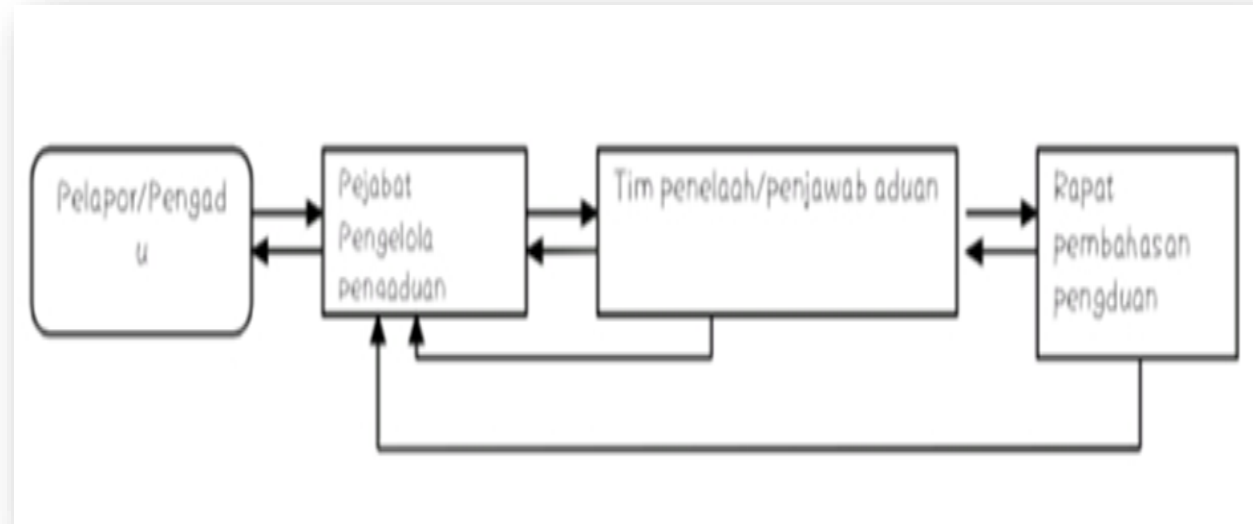 Pelapor/Pengad
u
Pejabat
Pengelola
pengaduan
Tim penelaah/penjawab aduan
Rapat
pembahasan
pengduan